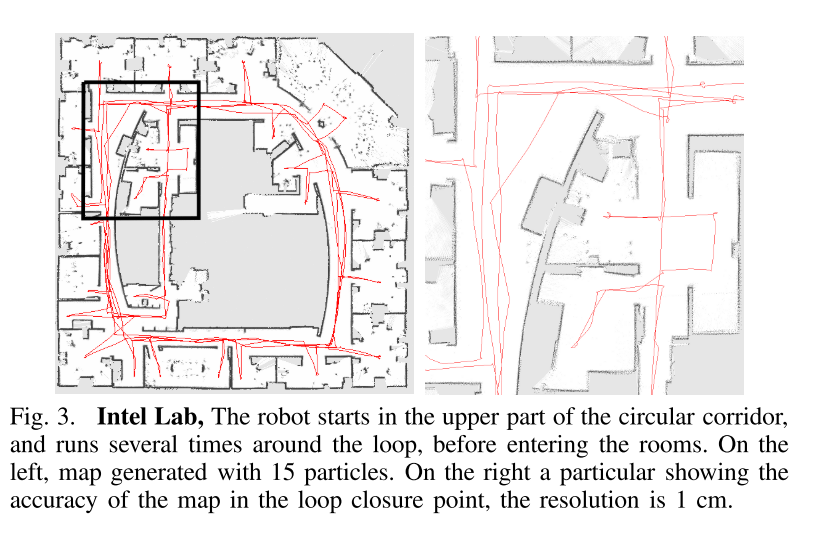 Fig. 3. Intel Lab, The robot starts in the upper part of the circular corridor,
and runs several times around the loop, before entering the rooms. On the
left, map generated with 15 particles. On the right a particular showing the
accuracy of the map in the loop closure point, the resolution is 1 cm.